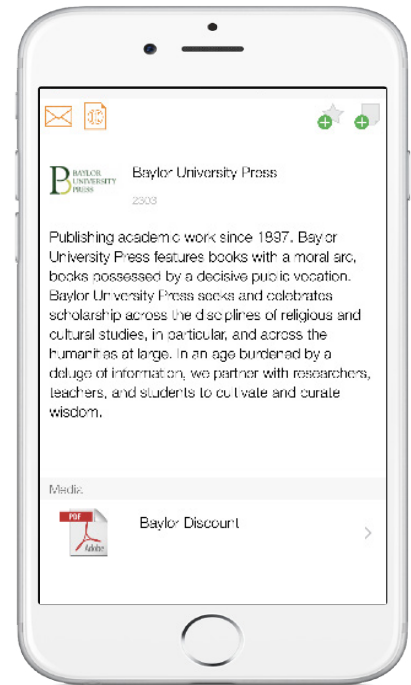 BAYLOR
UNIVERSITY
PRESS
Baylor University Press
2303
Publishing academic work since 1897. Baylor
University Press features books with a moral arc,
books possessed by a decisive public vocation.
Baylor University Press seeks and celebrates
scholarship across the disciplines of religious and
cultural studies, in particular, and across the
humanities at large. In an age burdened by a
deluge of information, we partner with researchers,
teachers, and students to cultivate and curate
wisdom.
Media
PDF
Adobe
Baylor Discount